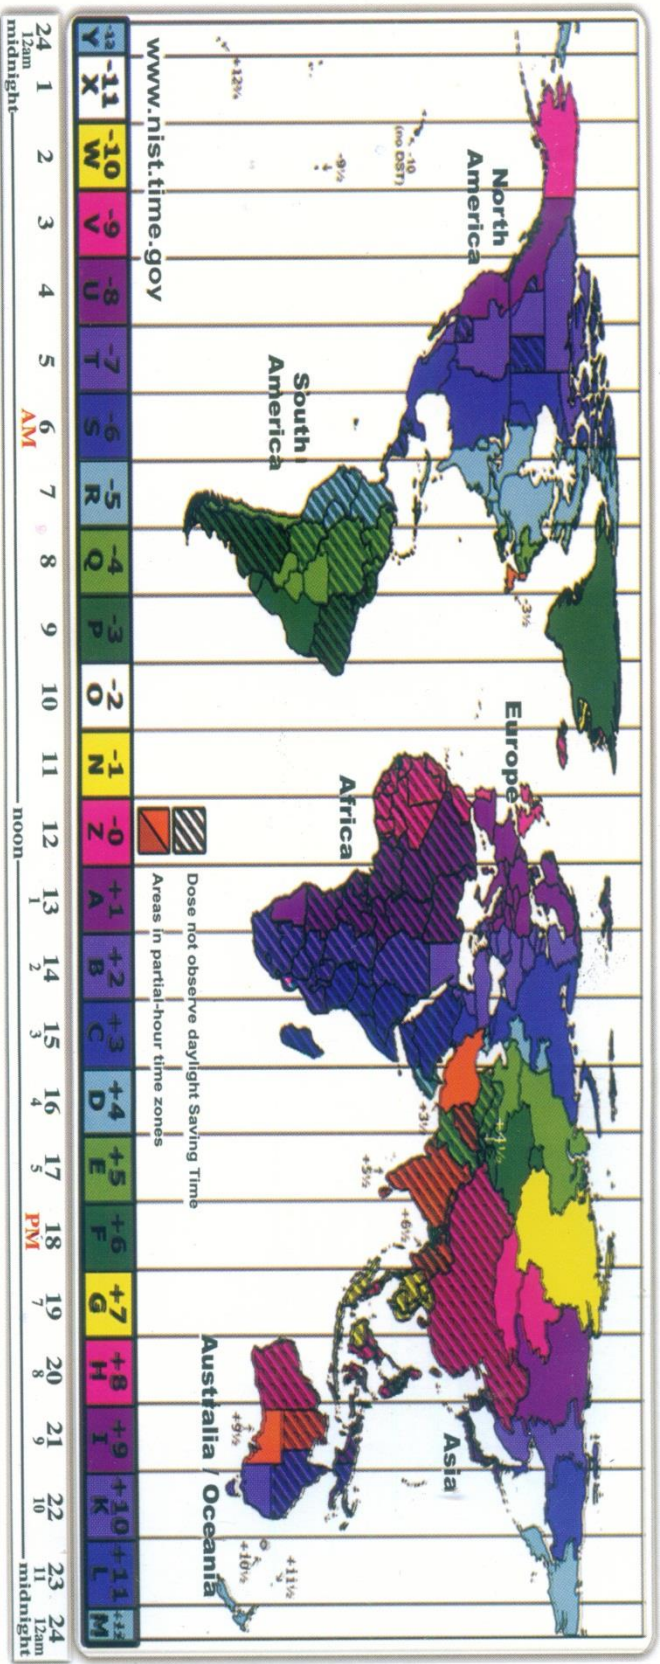 +12¾
-10
(no DST)
-9½
North
America
South
America
-3½
Europe
Africa
+3½
+4½
+5½
+6½
Asia
+9½
Australia / Oceania
+10½
+11½
www.nist.time.gov
Dose not observe daylight Saving Time
Areas in partial-hour time zones
-12 -11 -10 -9 -8 -7 -6 -5 -4 -3 -2 -1 -0 +1 +2 +3 +4 +5 +6 +7 +8 +9 +10 +11 +12
Y X W V U T S R Q P O N Z A B C D E F G H I K L M
24 1 2 3 4 5 6 7 8 9 10 11 12 13 14 15 16 17 18 19 20 21 22 23 24
12am AM 1 2 3 4 5 PM 7 8 9 10 11 12am
midnight noon midnight